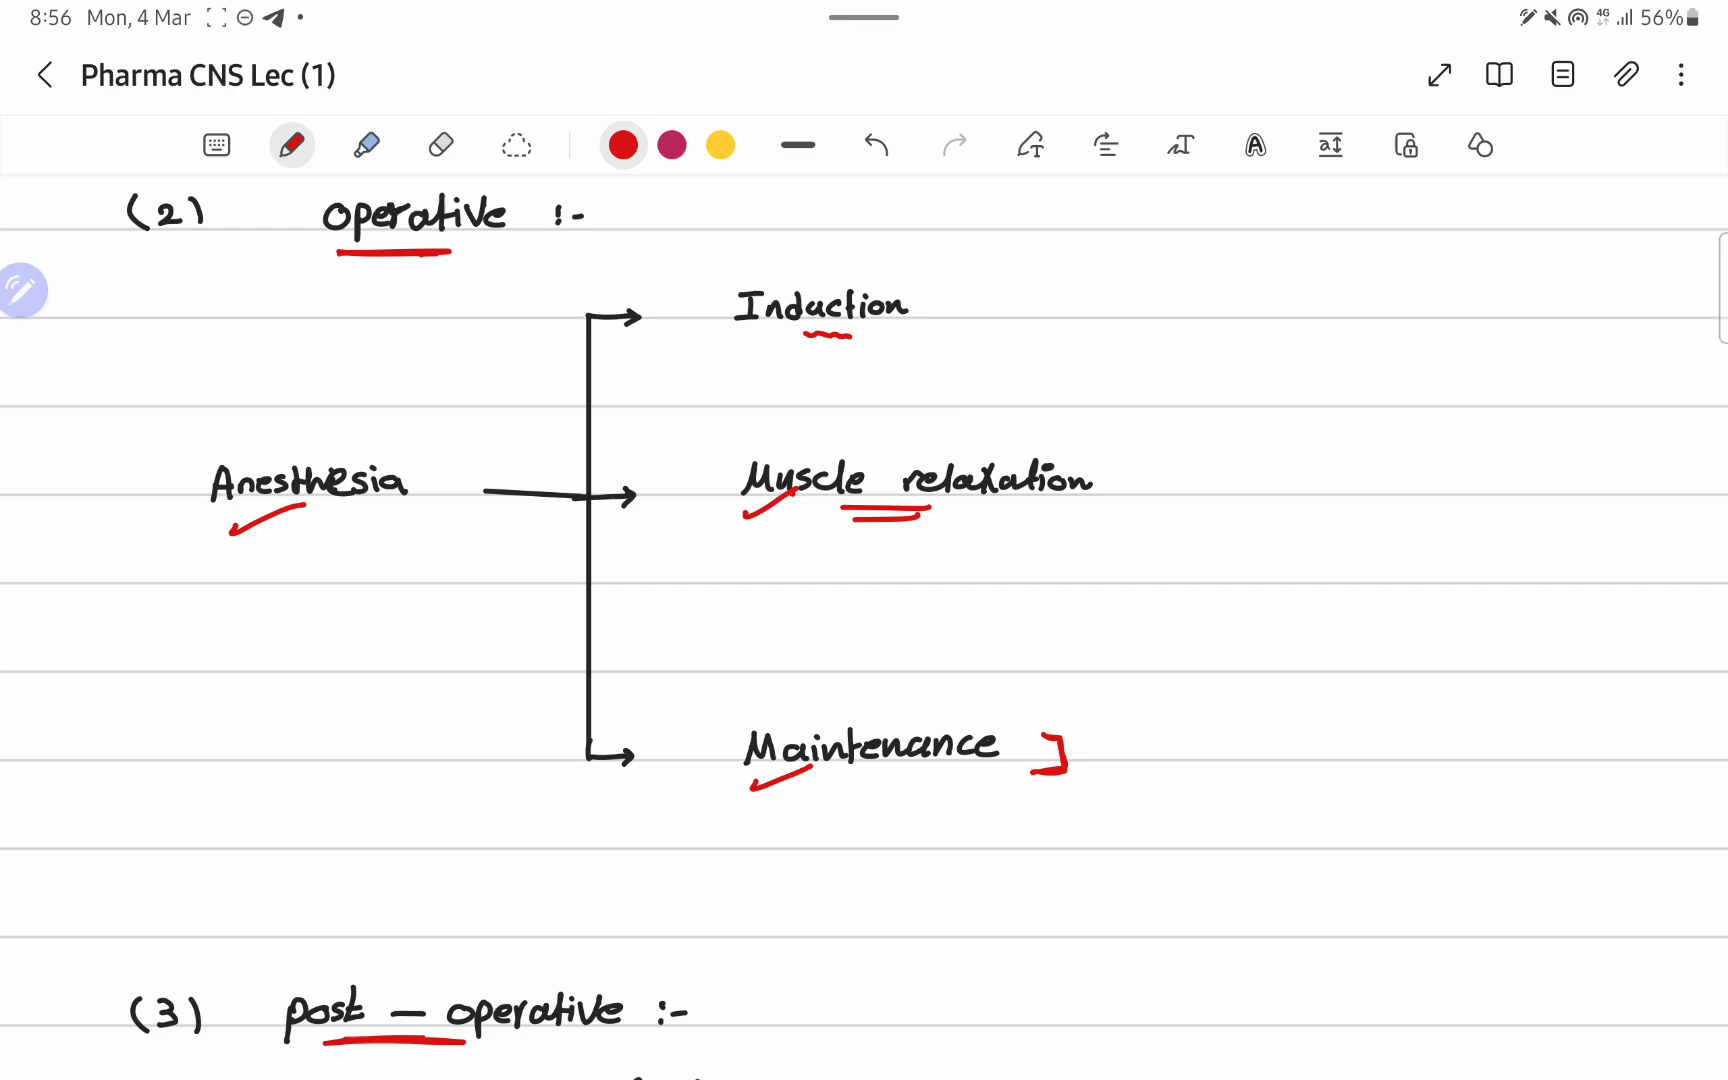 8:56 Mon, 4 Mar
4G 56%
Pharma CNS Lec (1)
(2) operative :-
Induction
Anesthesia
Muscle relaxation
Maintenance
(3) post - operative :-